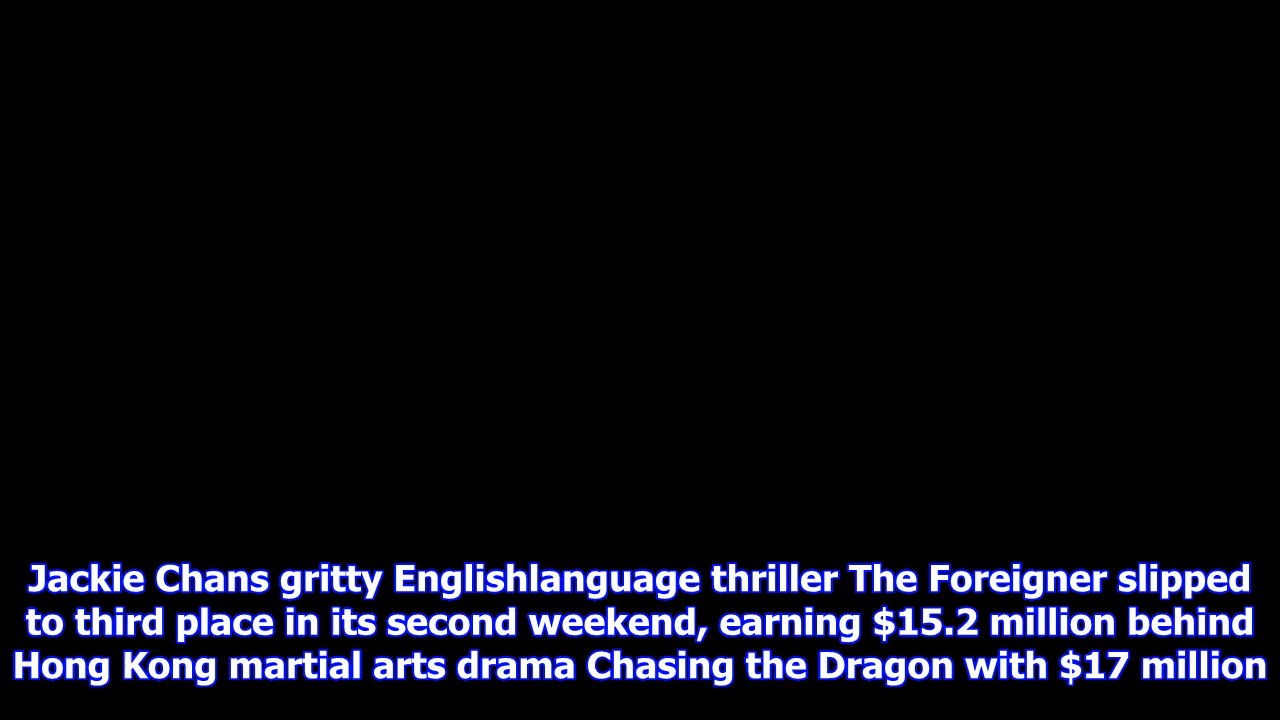 Jackie Chans gritty Englishlanguage thriller The Foreigner slipped
to third place in its second weekend, earning $15.2 million behind
Hong Kong martial arts drama Chasing the Dragon with $17 million